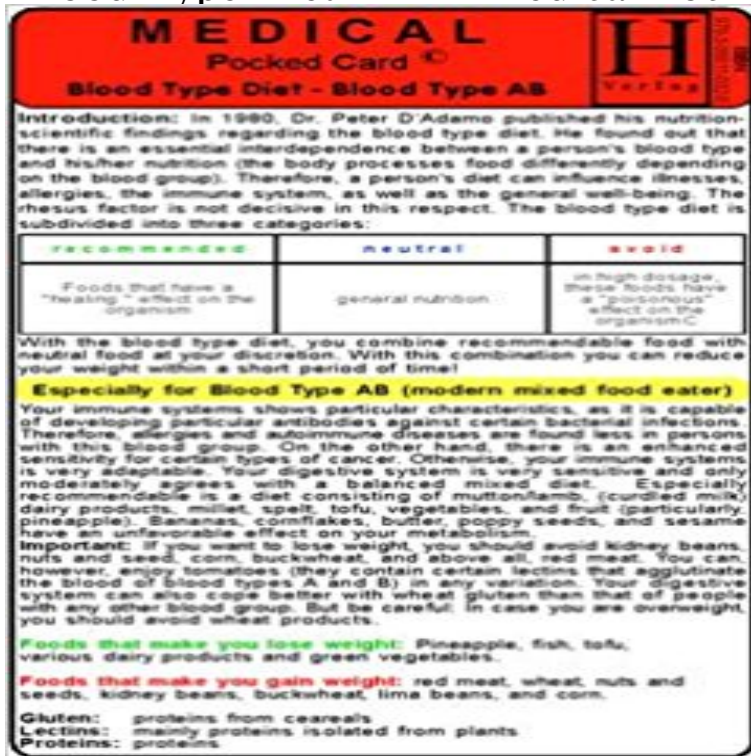 MEDICAL
Pocked Card ©
Blood Type Diet - Blood Type AB
H
Verlag
Introduction: In 1980, Dr. Peter D'Adamo published his nutrition-
scientific findings regarding the blood type diet. He found out that
there is an essential interdependence between a person's blood type
and his/her nutrition (the body processes food differently depending
on the blood group). Therefore, a person's diet can influence illnesses,
allergies, the immune system, as well as the general well-being. The
rhesus factor is not decisive in this respect. The blood type diet is
subdivided into three categories:
recommended neutral avoid
Foods that have a
"healing" effect on the
organism
general nutrition
in high dosage,
these foods have
a "poisonous"
effect on the
organismC
With the blood type diet, you combine recommendable food with
neutral food at your discretion. With this combination you can reduce
your weight within a short period of time!
Especially for Blood Type AB (modern mixed food eater)
Your immune systems shows particular characteristics, as it is capable
of developing particular antibodies against certain bacterial infections.
Therefore, allergies and autoimmune diseases are found less in persons
with this blood group. On the other hand, there is an enhanced
sensitivity for certain types of cancer. Otherwise, your immune systems
is very adaptable. Your digestive system is very sensitive and only
moderately agrees with a balanced mixed diet. Especially
recommendable is a diet consisting of mutton/lamb, (curdled milk)
dairy products, millet, spelt, tofu, vegetables, and fruit (particularly,
pineapple). Bananas, cornflakes, butter, poppy seeds, and sesame
have an unfavorable effect on your metabolism.
Important: If you want to lose weight, you should avoid kidney beans,
nuts and seed, corn, buckwheat, and above all, red meat. You can,
however, enjoy tomatoes (they contain certain lectins that agglutinate
the blood of blood types A and B) in any variation. Your digestive
system can also cope better with wheat gluten than that of people
with any other blood group. But be careful: In case you are overweight,
you should avoid wheat products.
Foods that make you lose weight: Pineapple, fish, tofu,
various dairy products and green vegetables.
Foods that make you gain weight: red meat, wheat, nuts and
seeds, kidney beans, buckwheat, lima beans, and corn.
Gluten: proteins from ceareals
Lectins: mainly proteins isolated from plants
Proteins: proteins